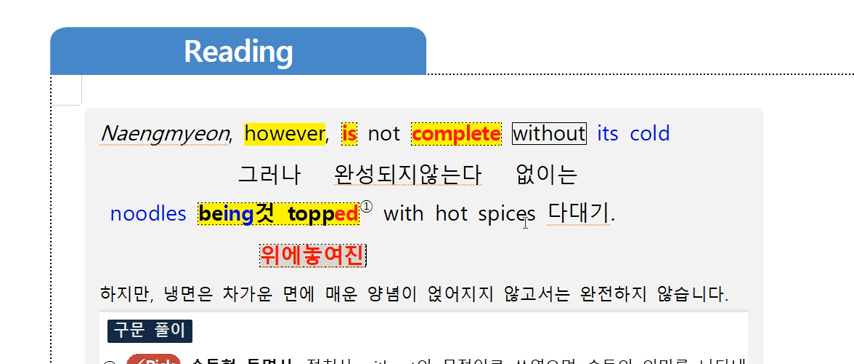 Reading
Naengmyeon, however, is not complete without its cold
그러나 완성되지않는다 없이는
noodles being것 topped① with hot spices 다대기.
위에놓여진
하지만, 냉면은 차가운 면에 매운 양념이 얹어지지 않고서는 완전하지 않습니다.
구문 풀이